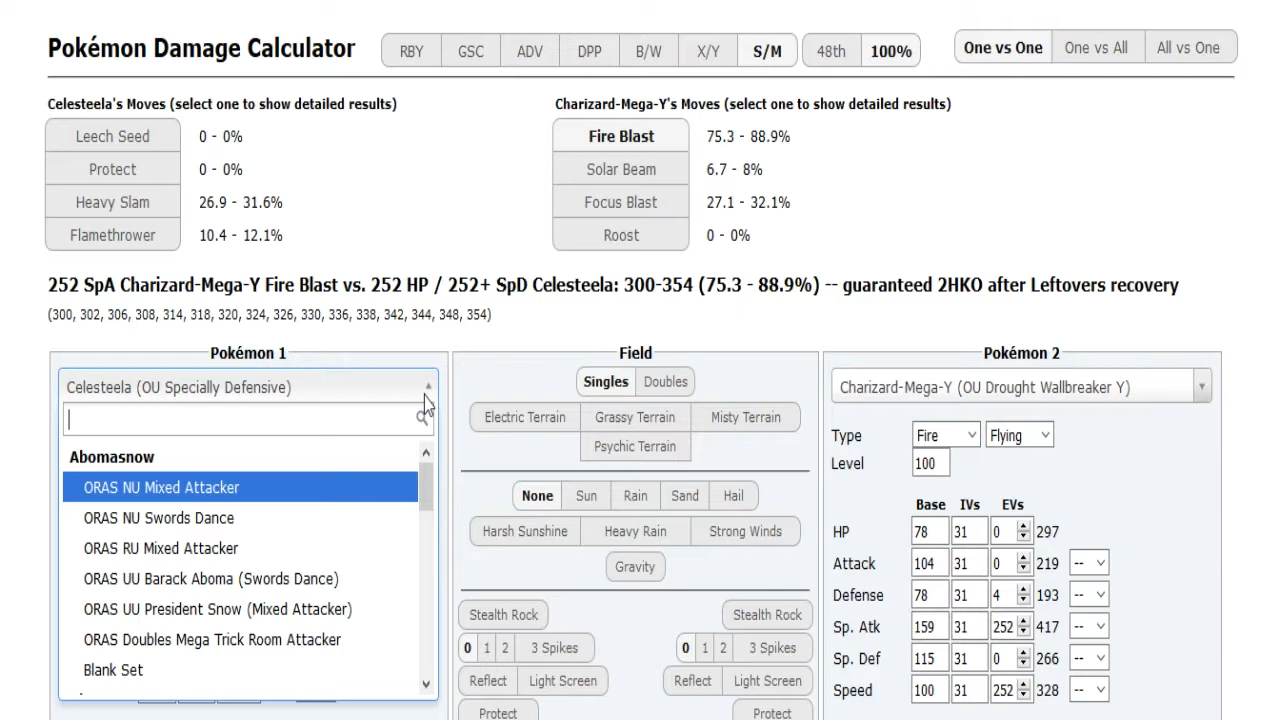 Pokémon Damage Calculator RBY GSC ADV DPP B/W X/Y S/M 48th 100% One vs One One vs All All vs One
Celesteela's Moves (select one to show detailed results) Charizard-Mega-Y's Moves (select one to show detailed results)
Leech Seed 0 - 0% Fire Blast 75.3 - 88.9%
Protect 0 - 0% Solar Beam 6.7 - 8%
Heavy Slam 26.9 - 31.6% Focus Blast 27.1 - 32.1%
Flamethrower 10.4 - 12.1% Roost 0 - 0%
252 SpA Charizard-Mega-Y Fire Blast vs. 252 HP / 252+ SpD Celesteela: 300-354 (75.3 - 88.9%) -- guaranteed 2HKO after Leftovers recovery
(300, 302, 306, 308, 314, 318, 320, 324, 326, 330, 336, 338, 342, 344, 348, 354)
Pokémon 1 Field Pokémon 2
Celesteela (OU Specially Defensive) Singles Doubles Charizard-Mega-Y (OU Drought Wallbreaker Y)
Electric Terrain Grassy Terrain Misty Terrain
Psychic Terrain
Type Fire Flying
Level 100
Abomasnow
ORAS NU Mixed Attacker None Sun Rain Sand Hail Base IVs EVs
ORAS NU Swords Dance Harsh Sunshine Heavy Rain Strong Winds HP 78 31 0 297
ORAS RU Mixed Attacker Gravity Attack 104 31 0 219 --
ORAS UU Barack Aboma (Swords Dance) Defense 78 31 4 193 --
ORAS UU President Snow (Mixed Attacker) Stealth Rock Stealth Rock Sp. Atk 159 31 252 417 --
ORAS Doubles Mega Trick Room Attacker 0 1 2 3 Spikes 0 1 2 3 Spikes Sp. Def 115 31 0 266 --
Blank Set Reflect Light Screen Reflect Light Screen Speed 100 31 252 328 --
Protect Protect